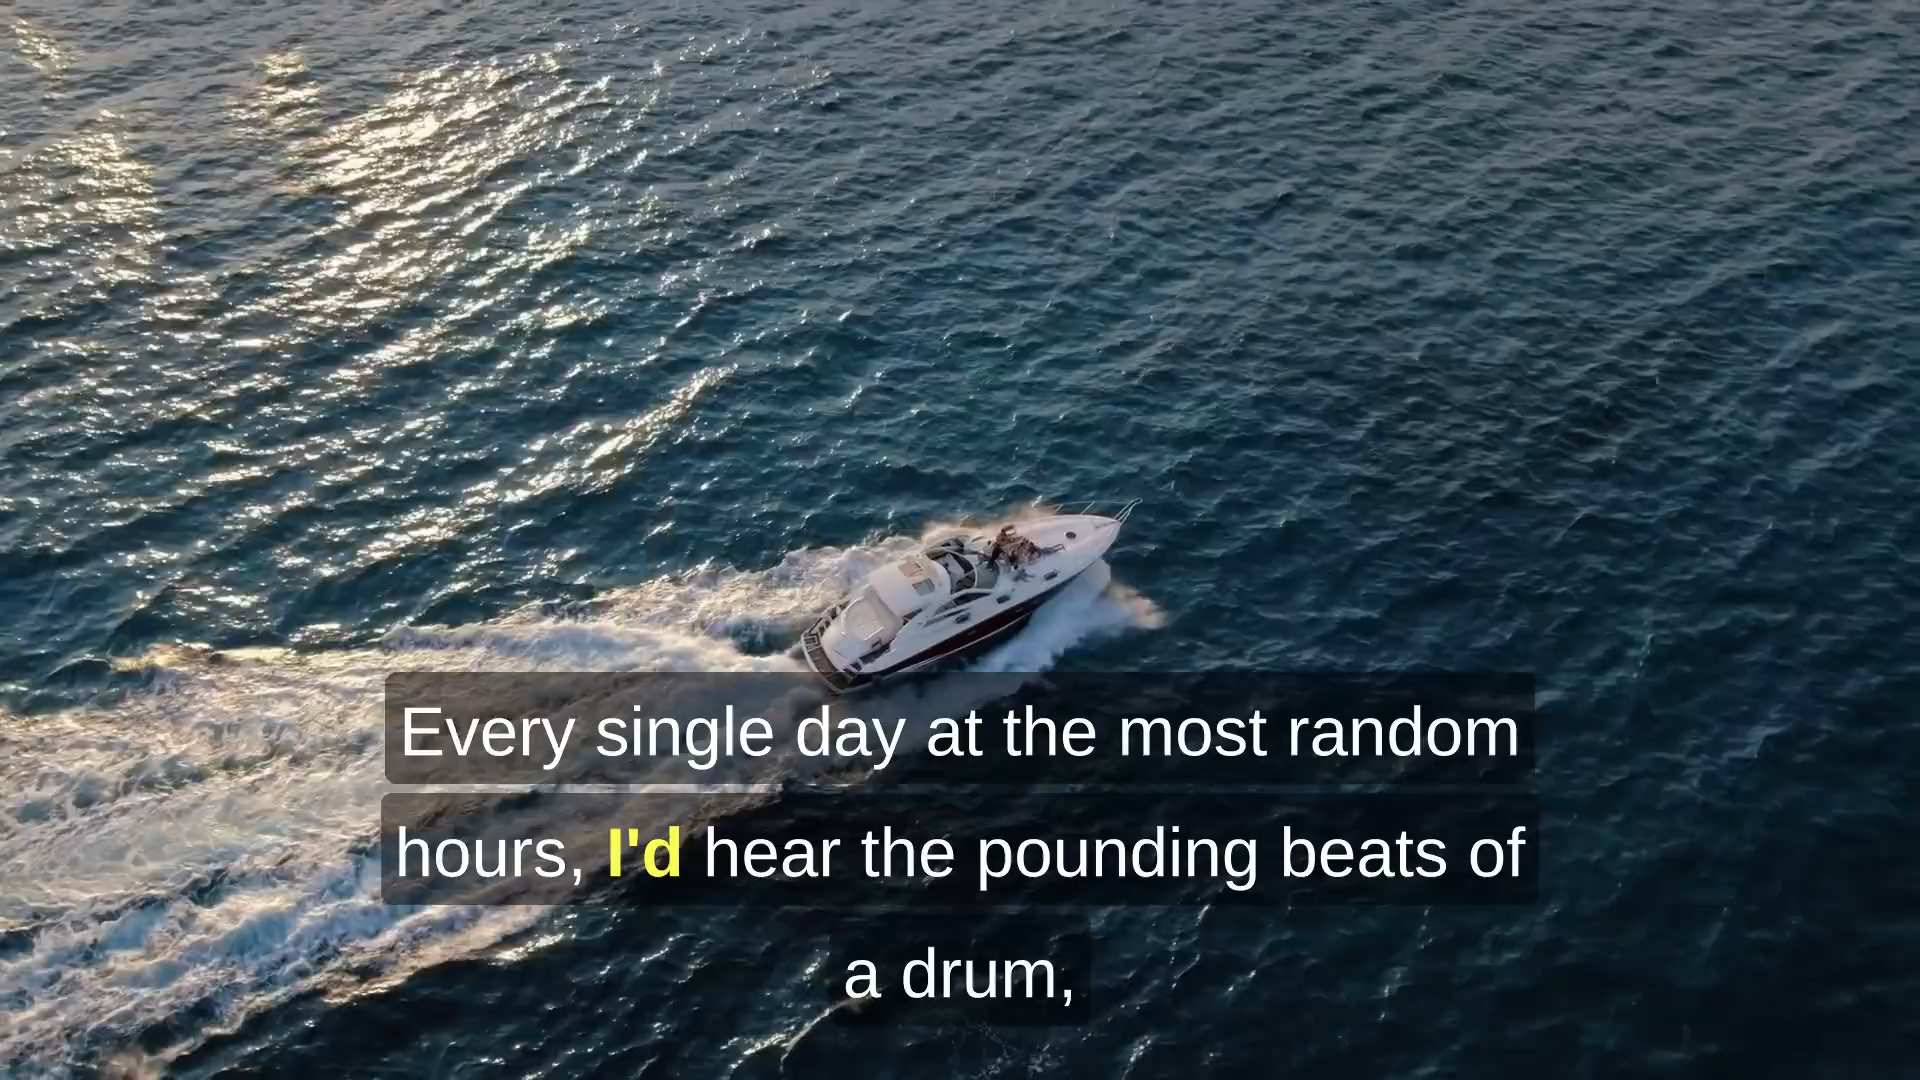 Every single day at the most random
hours, I'd hear the pounding beats of
a drum,